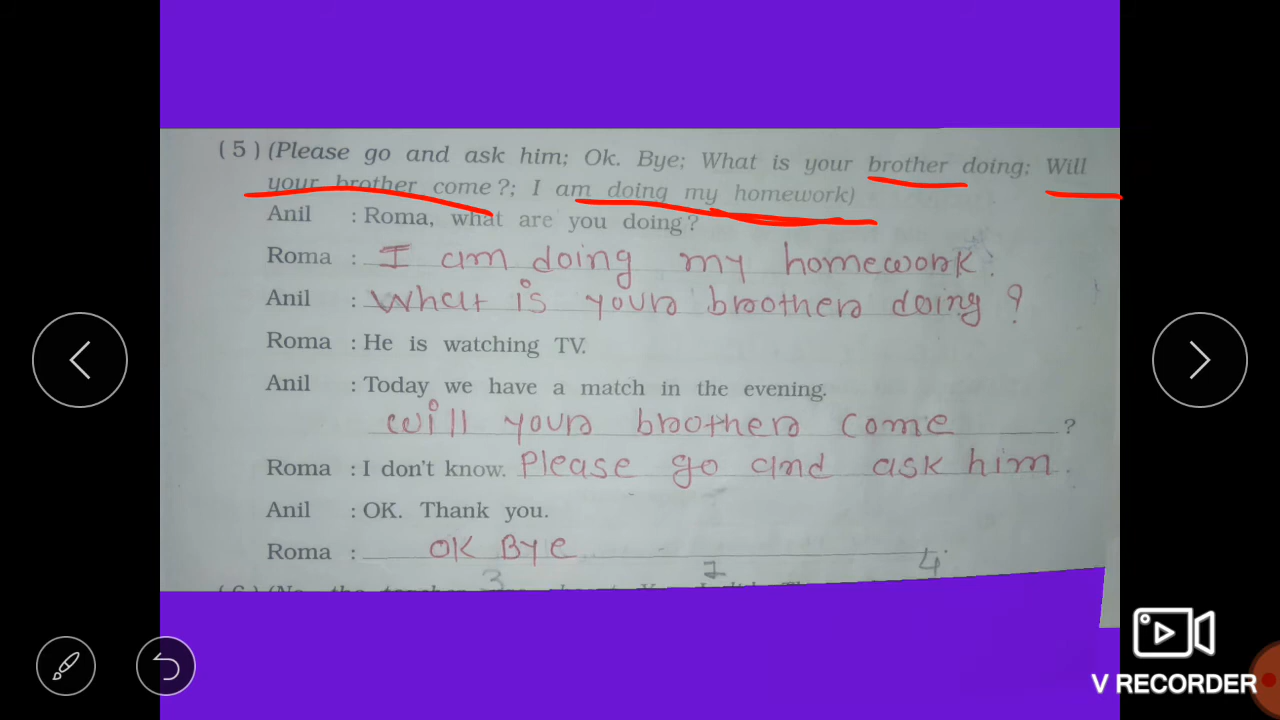 (5) (Please go and ask him; Ok. Bye; What is your brother doing; Will
your brother come?; I am doing my homework)
Anil : Roma, what are you doing?
Roma : I am doing my homework.
Anil : What is your brother doing ?
Roma : He is watching TV.
Anil : Today we have a match in the evening.
will your brother come ?
Roma : I don't know. Please go and ask him.
Anil : OK. Thank you.
Roma : OK Bye
3 1 4
V RECORDER